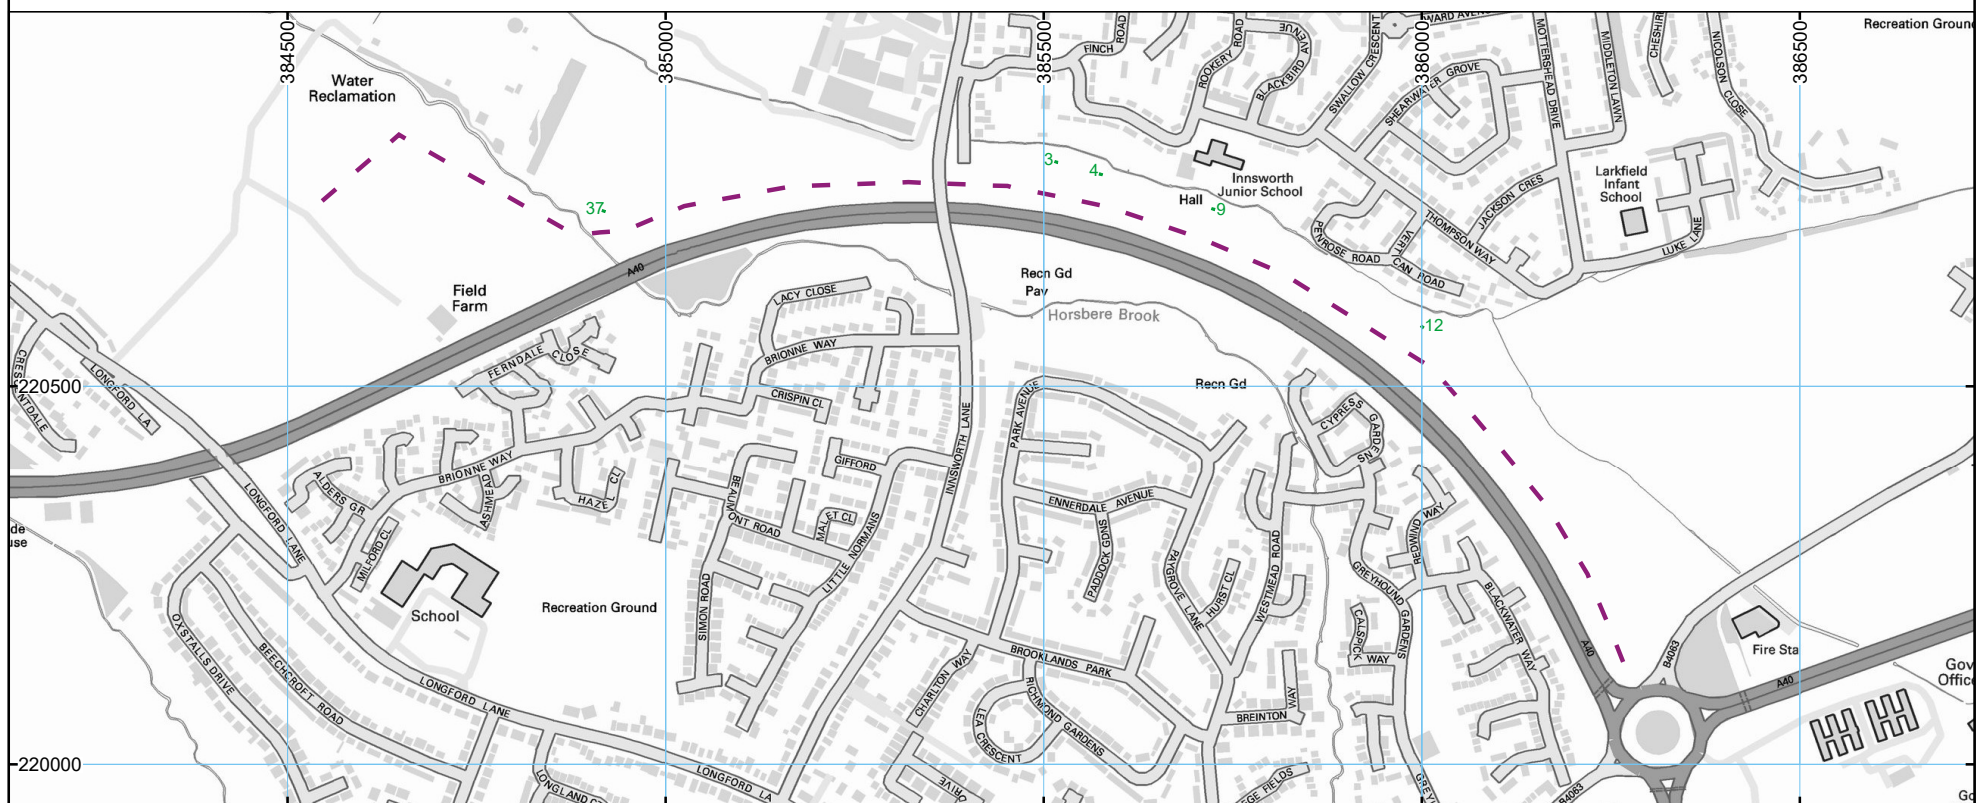 384500
385000
385500
386000
386500
220500
220000
Recreation Ground
Water
Reclamation
FINCH
ROAD
ROOKERY ROAD
BLACKBIRD
AVENUE
SWALLOW CRESCENT
SHEARWATER GROVE
MOTTERSHEAD DRIVE
MIDDLETON LAWN
NICOLSON
CLOSE
Innsworth
Junior School
Hall
Larkfield
Infant
School
JACKSON CRES
THOMPSON WAY
LUKE LANE
PENROSE ROAD
VERT
CAN ROAD
37
3
4
9
12
A40
Field
Farm
Recn Gd
Pav
Horsbere Brook
Recn Gd
LACY CLOSE
BRIONNE WAY
FERNDALE
CLOSE
CRISPIN CL
LONGFORD LA
INNSWORTH LANE
PARK AVENUE
CYPRESS
GARDENS
GIFFORD
BRIONNE WAY
ALDERS GR
ASHMEAD
HAZEL CL
BEAUMONT ROAD
MALET CL
LITTLE NORMANS
ENNERDALE AVENUE
PADDOCK GDNS
PAYGROVE LANE
HURST CL
WESTMEAD ROAD
REDWIND WAY
GREYHOUND
GARDENS
BLACKWATER WAY
CALSPICK
WAY
LONGFORD LANE
MILFORD CL
School
Recreation Ground
SIMON ROAD
OXSTALLS DRIVE
BEECHCROFT ROAD
LONGFORD LANE
CHARLTON WAY
BROOKLANDS PARK
RICHMOND GARDENS
LEA
CRESCENT
BREINTON
WAY
A40
B4063
Fire Sta
A40
LONGFORD LA
DRIVE
B4063